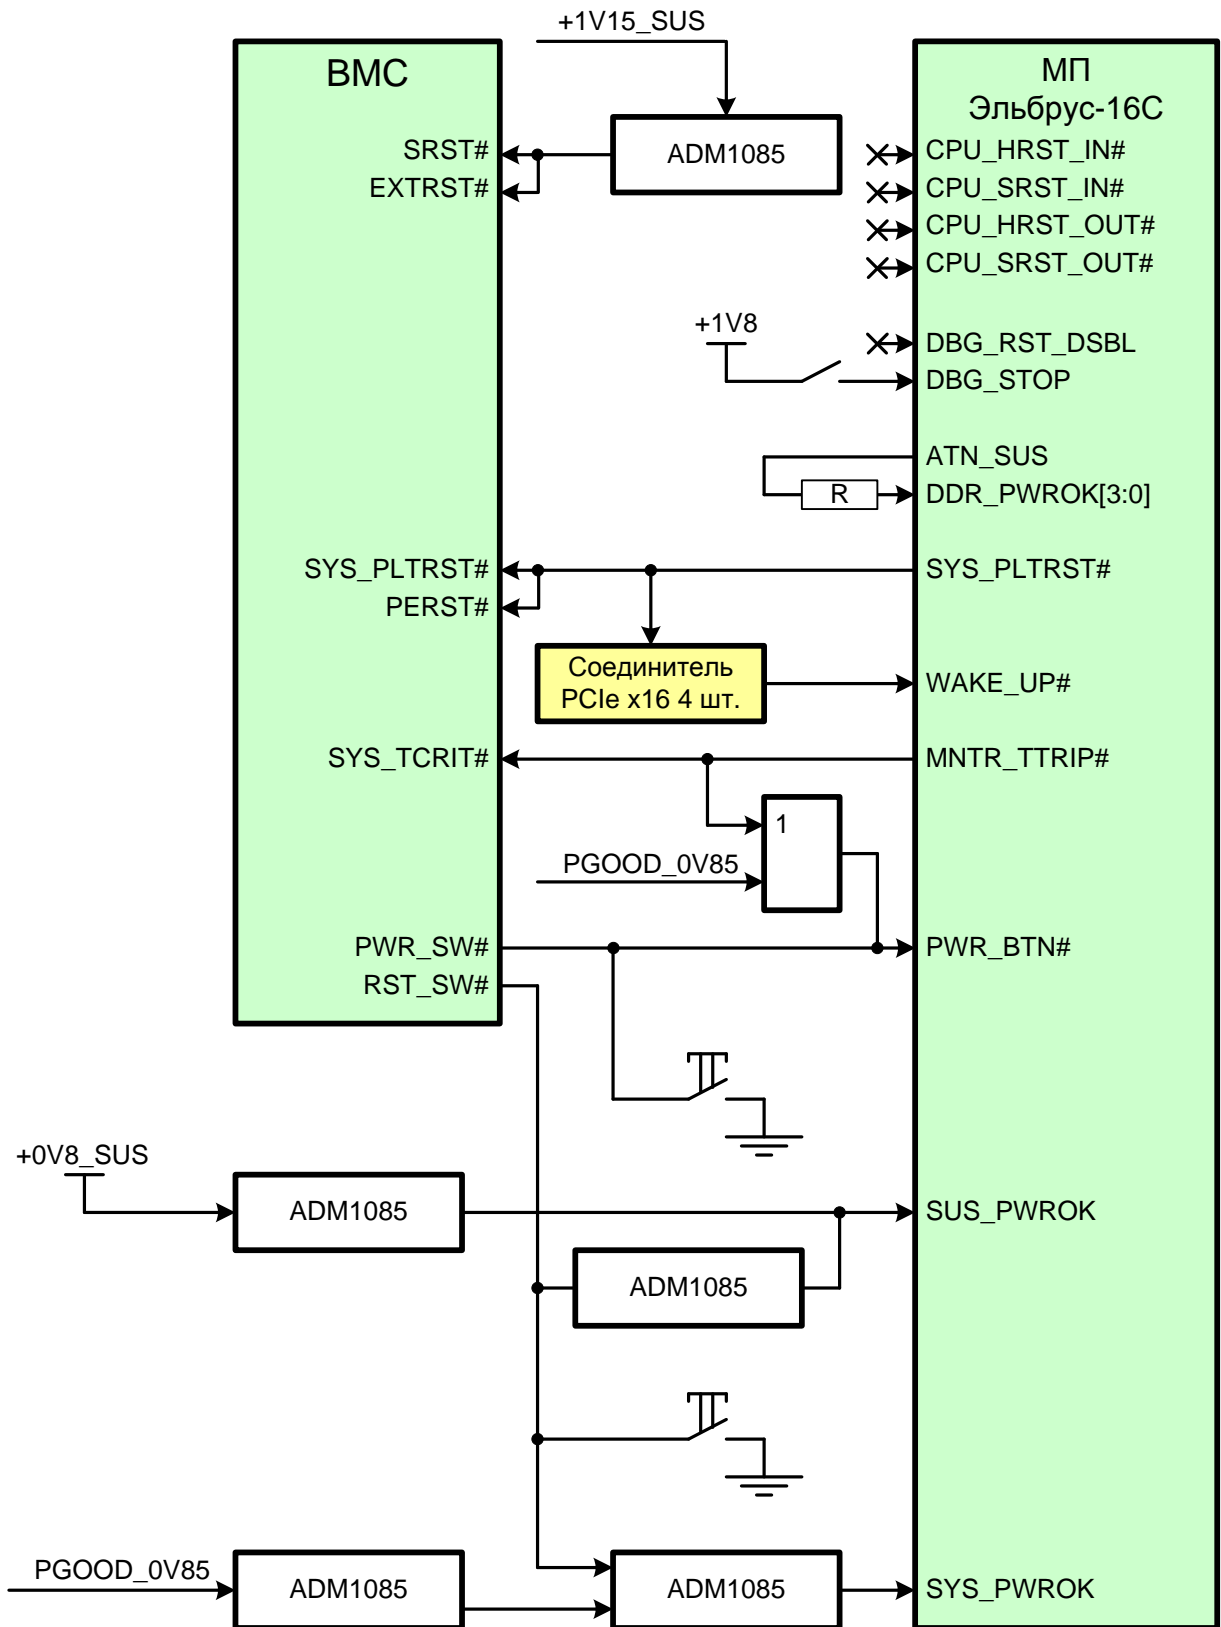 +1V15_SUS
BMC
МП
Эльбрус-16С
SRST#
ADM1085
CPU_HRST_IN#
EXTRST#
CPU_SRST_IN#
CPU_HRST_OUT#
CPU_SRST_OUT#
+1V8
DBG_RST_DSBL
DBG_STOP
ATN_SUS
R
DDR_PWROK[3:0]
SYS_PLTRST#
SYS_PLTRST#
PERST#
Соединитель
PCIe x16 4 шт.
WAKE_UP#
SYS_TCRIT#
MNTR_TTRIP#
1
PGOOD_0V85
PWR_SW#
PWR_BTN#
RST_SW#
+0V8_SUS
ADM1085
SUS_PWROK
ADM1085
PGOOD_0V85
ADM1085
ADM1085
SYS_PWROK